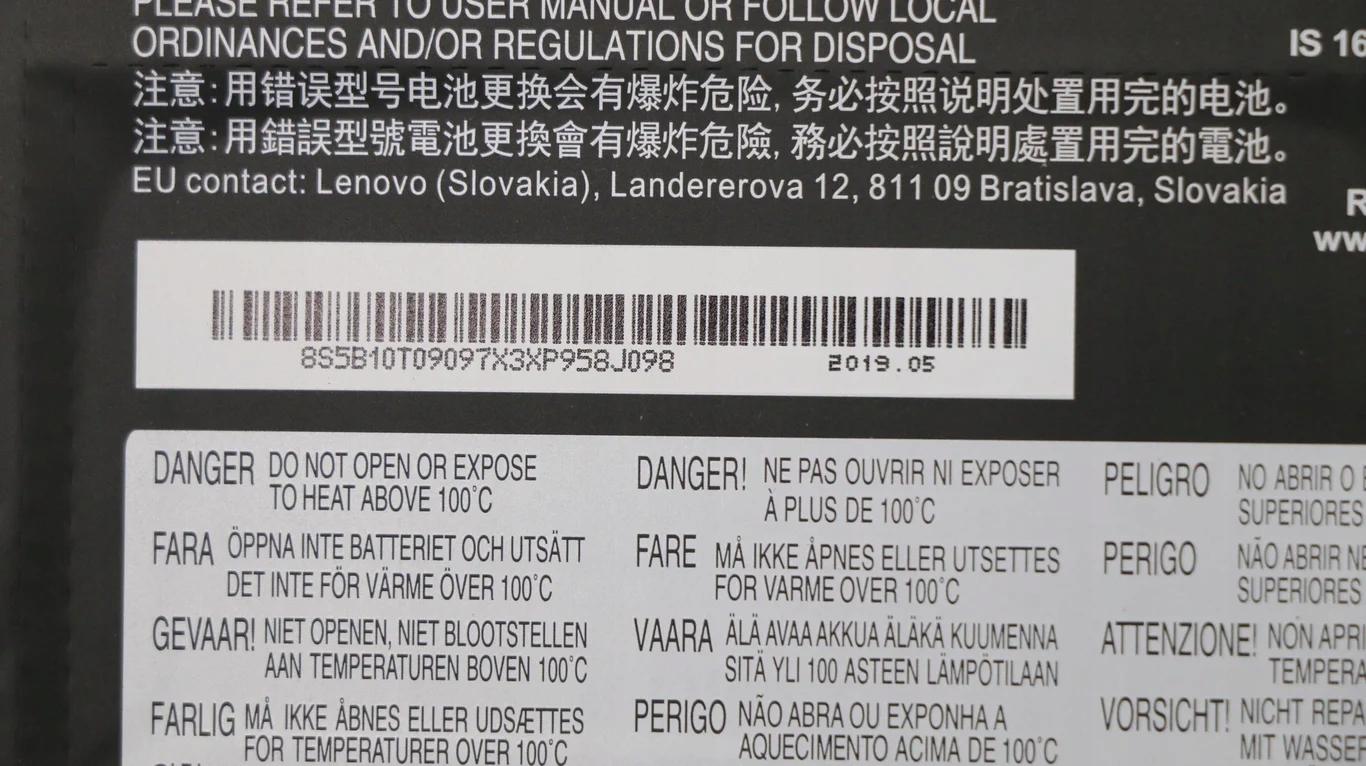 PLEASE REFER TO USER MANUAL OR FOLLOW LOCAL
ORDINANCES AND/OR REGULATIONS FOR DISPOSAL
IS 16
注意:用错误型号电池更换会有爆炸危险, 务必按照说明处置用完的电池。
注意:用錯誤型號電池更換會有爆炸危險, 務必按照說明處置用完的電池。
EU contact: Lenovo (Slovakia), Landererova 12, 811 09 Bratislava, Slovakia
R
ww
8S5B10T09097X3XP958J098
2019.05
DANGER DO NOT OPEN OR EXPOSE
TO HEAT ABOVE 100°C
FARA ÖPPNA INTE BATTERIET OCH UTSÄTT
DET INTE FÖR VÄRME ÖVER 100°C
GEVAAR! NIET OPENEN, NIET BLOOTSTELLEN
AAN TEMPERATUREN BOVEN 100°C
FARLIG MÅ IKKE ÅBNES ELLER UDSÆTTES
FOR TEMPERATURER OVER 100°C
DANGER! NE PAS OUVRIR NI EXPOSER
À PLUS DE 100°C
FARE MÅ IKKE ÅPNES ELLER UTSETTES
FOR VARME OVER 100°C
VAARA ÄLÄ AVAA AKKUA ÄLÄKÄ KUUMENNA
SITÄ YLI 100 ASTEEN LÄMPÖTILAAN
PERIGO NÃO ABRA OU EXPONHA A
AQUECIMENTO ACIMA DE 100°C
PELIGRO NO ABRIR O
SUPERIORES
PERIGO NÃO ABRIR NE
SUPERIORES
ATTENZIONE! NON APRI
TEMPERA
VORSICHT! NICHT REPA
MIT WASSER